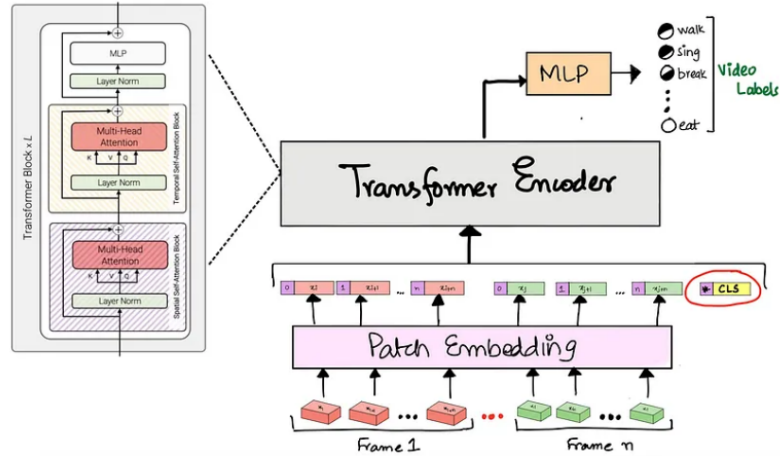 MLP
Layer Norm
Multi-Head
Attention
K V Q
Layer Norm
Temporal Self-Attention Block
Multi-Head
Attention
K V Q
Layer Norm
Spatial Self-Attention Block
Transformer Block x L
MLP
walk
sing
break
eat
Video
Labels
Transformer Encoder
0 1 ... n 0 1 ... n CLS
Patch Embedding
Frame 1 Frame n